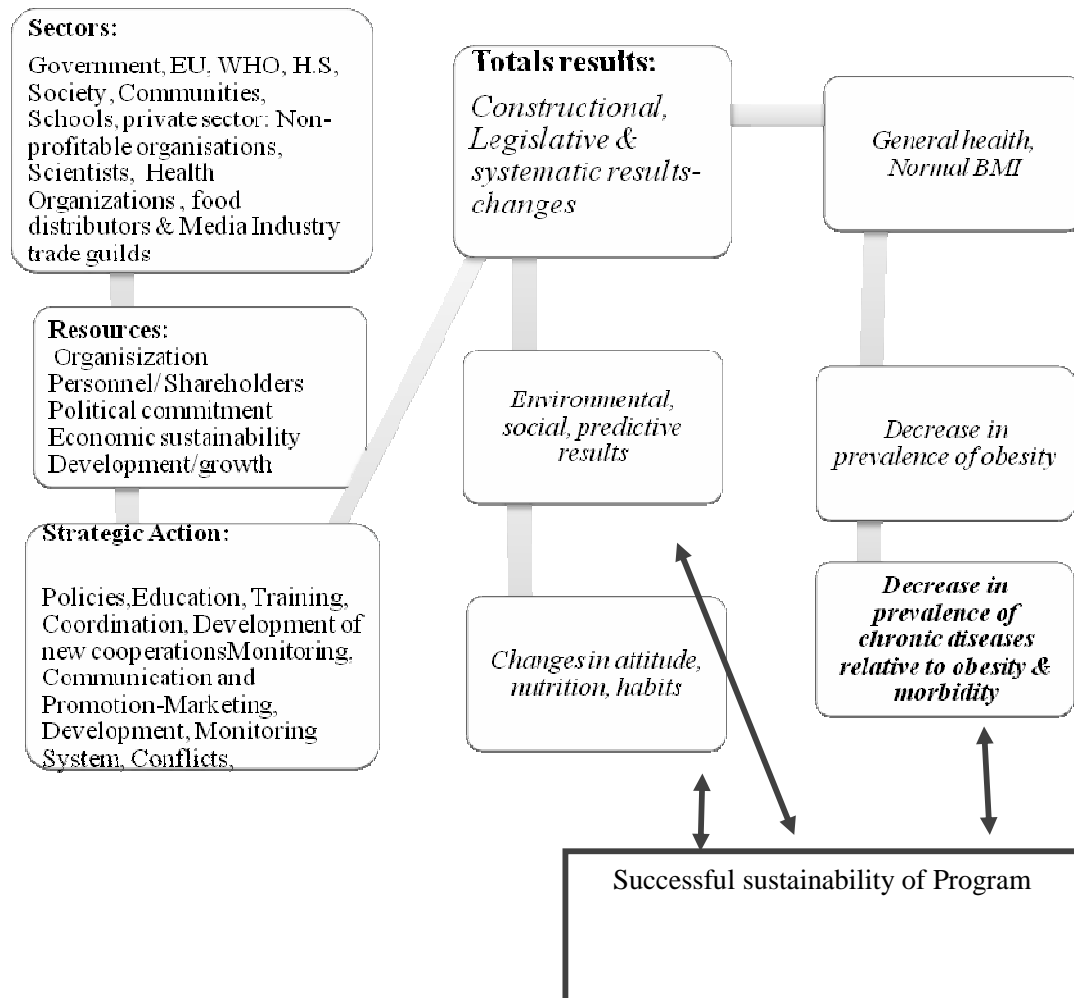 Sectors:
Government, EU, WHO, H.S,
Society, Communities,
Schools, private sector: Non-
profitable organisations,
Scientists, Health
Organizations , food
distributors & Media Industry
trade guilds
Resources:
Organisization
Personnel/Shareholders
Political commitment
Economic sustainability
Development/growth
Strategic Action:
Policies,Education, Training,
Coordination, Development of
new cooperationsMonitoring,
Communication and
Promotion-Marketing,
Development, Monitoring
System, Conflicts,
Totals results:
Constructional,
Legislative &
systematic results-
changes
Environmental,
social, predictive
results
Changes in attitude,
nutrition, habits
General health,
Normal BMI
Decrease in
prevalence of obesity
Decrease in
prevalence of
chronic diseases
relative to obesity &
morbidity
Successful sustainability of Program